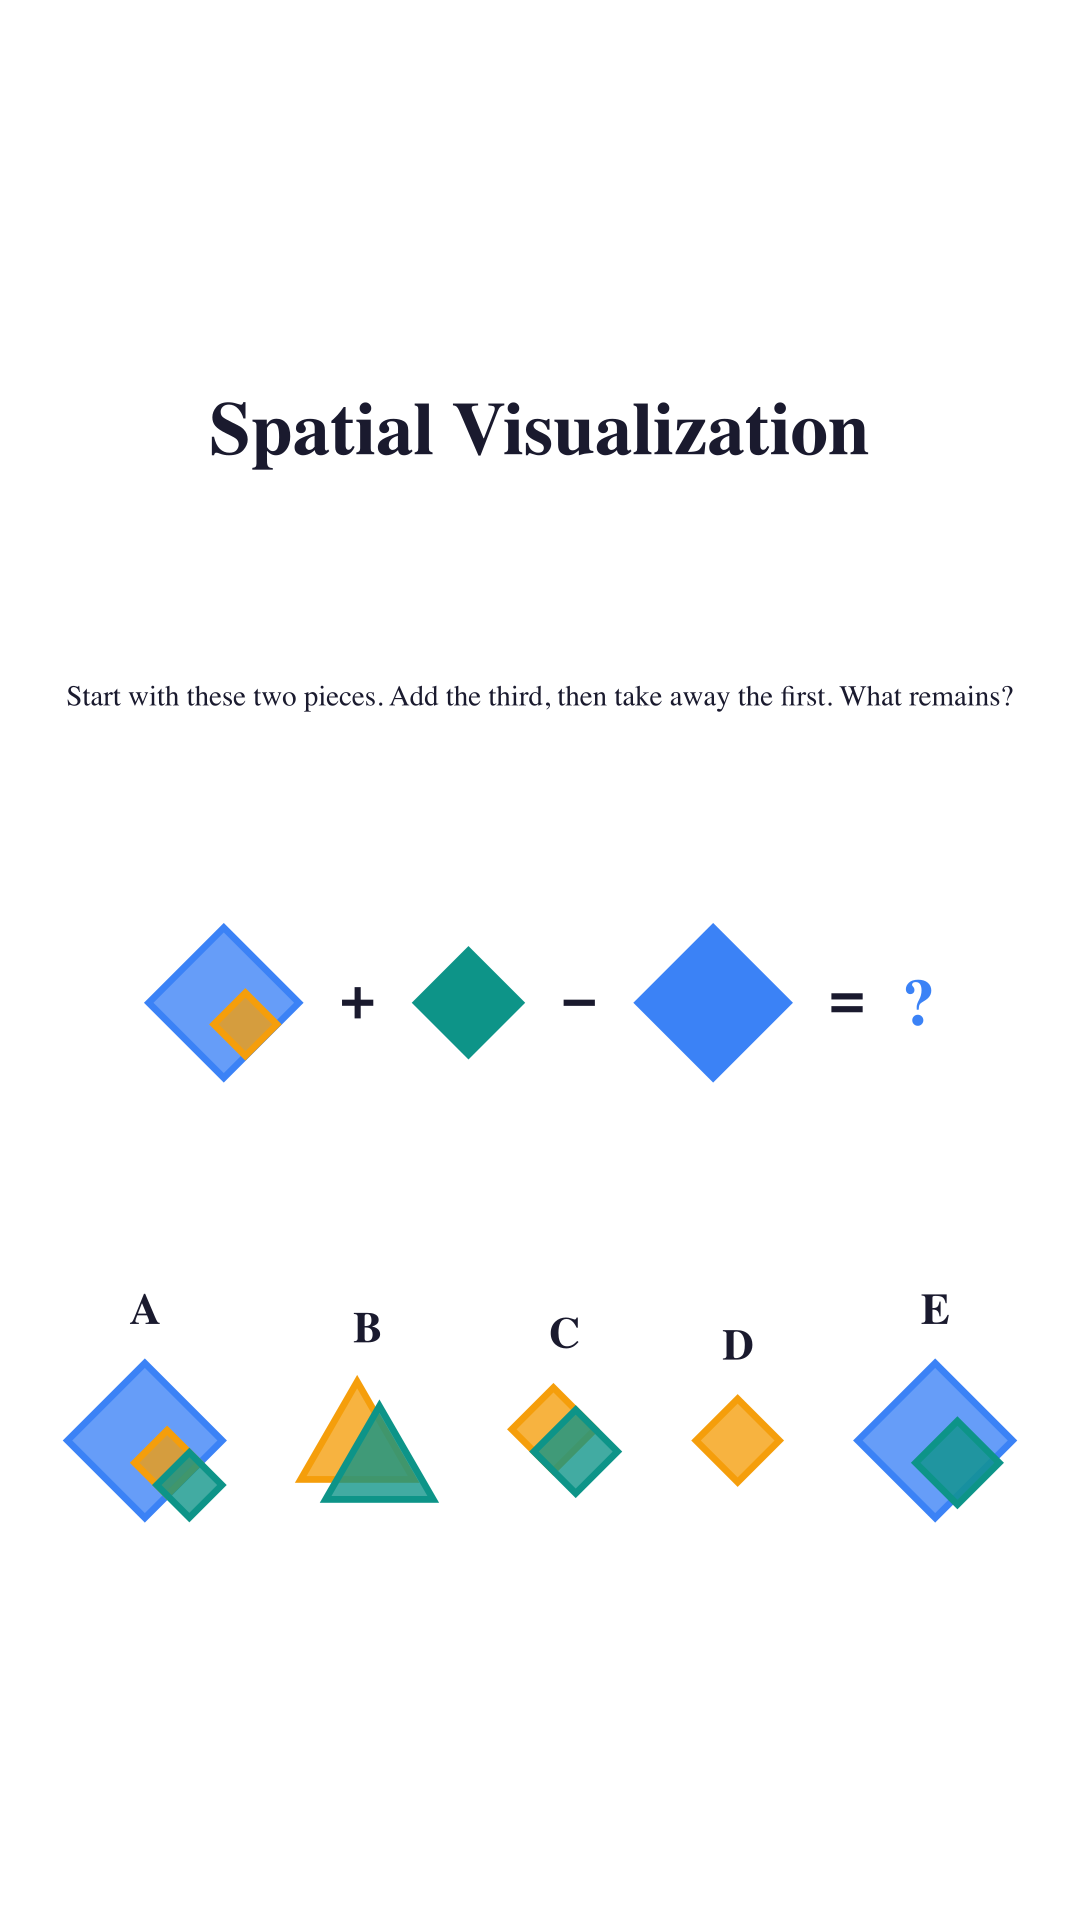 Spatial Visualization
Start with these two pieces. Add the third, then take away the first. What remains?
+ − = ?
A B C D E